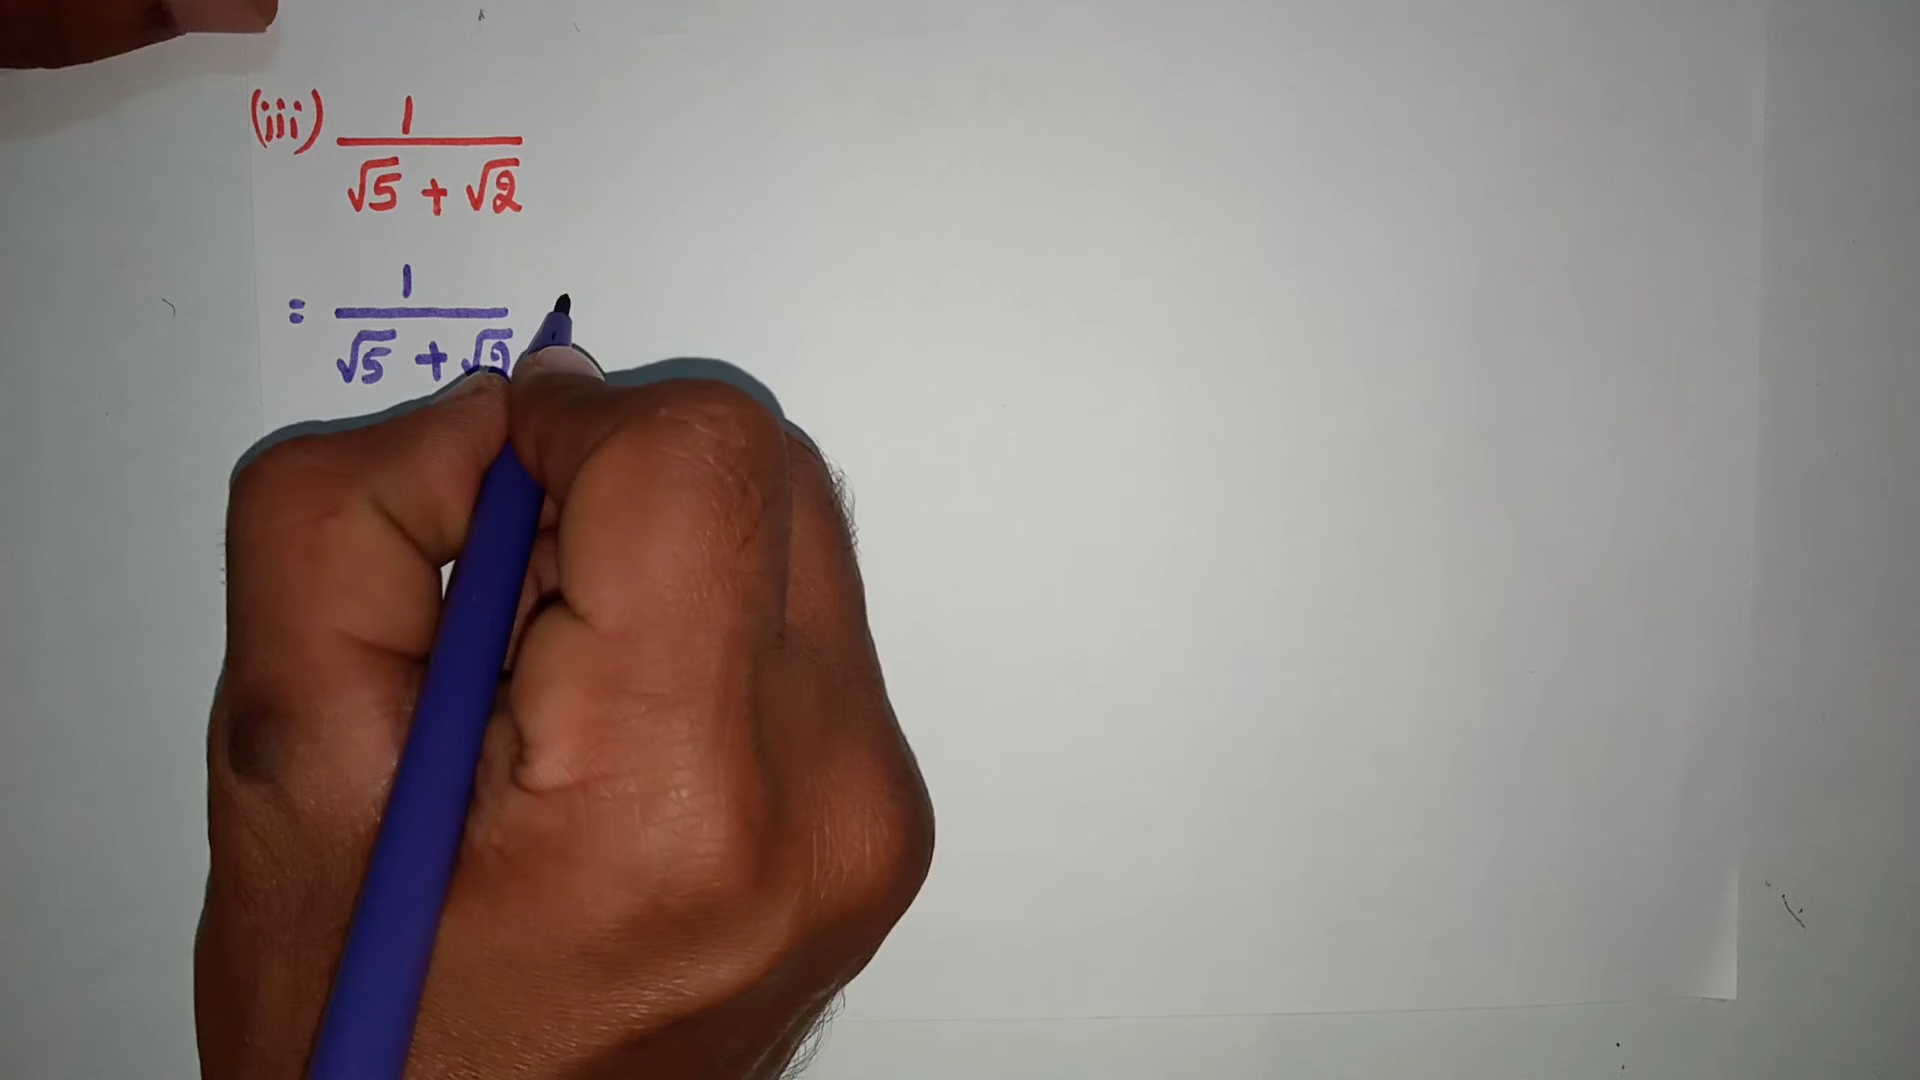 (iii) 1
√5 + √2
= 1
√5 + √2